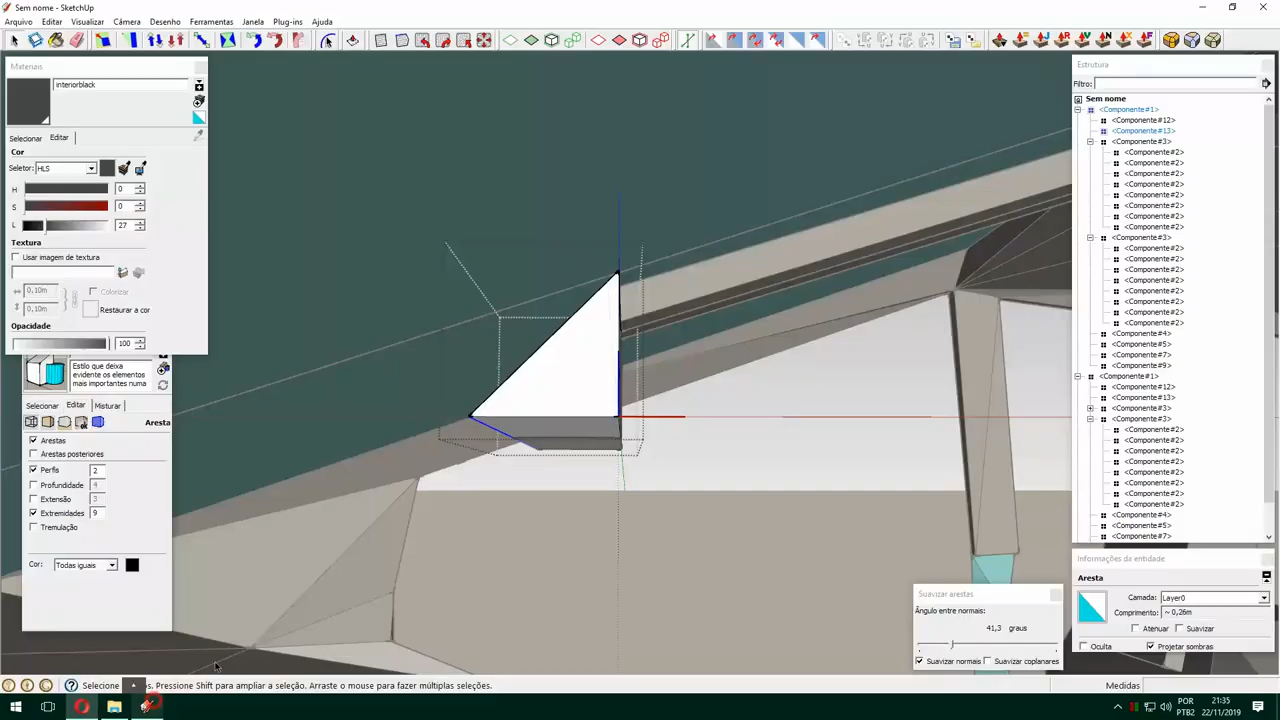 Sem nome - SketchUp
Arquivo Editar Visualizar Câmera Desenho Ferramentas Janela Plug-ins Ajuda
Materiais
interiorblack
Selecionar Editar
Cor
Seletor: HLS
H 0
S 0
L 27
Textura
Usar imagem de textura
0,10m Colorizar
0,10m Restaurar a cor
Opacidade
100
Estilo que deixa
evidente os elementos
mais importantes numa
Selecionar Editar Misturar
Aresta
Arestas
Arestas posteriores
Perfis 2
Profundidade 4
Extensão 3
Extremidades 9
Tremulação
Cor: Todas iguais
Estrutura
Filtro:
Sem nome
<Componente#1>
<Componente#12>
<Componente#13>
<Componente#3>
<Componente#2>
<Componente#2>
<Componente#2>
<Componente#2>
<Componente#2>
<Componente#2>
<Componente#2>
<Componente#2>
<Componente#3>
<Componente#2>
<Componente#2>
<Componente#2>
<Componente#2>
<Componente#2>
<Componente#2>
<Componente#2>
<Componente#2>
<Componente#4>
<Componente#5>
<Componente#7>
<Componente#9>
<Componente#1>
<Componente#12>
<Componente#13>
<Componente#3>
<Componente#3>
<Componente#2>
<Componente#2>
<Componente#2>
<Componente#2>
<Componente#2>
<Componente#2>
<Componente#2>
<Componente#2>
<Componente#4>
<Componente#5>
<Componente#7>
Suavizar arestas
Ângulo entre normais:
41,3 graus
Suavizar normais Suavizar coplanares
Informações da entidade
Aresta
Camada: Layer0
Comprimento: ~ 0,26m
Atenuar Suavizar
Oculta Projetar sombras
Selecione s. Pressione Shift para ampliar a seleção. Arraste o mouse para fazer múltiplas seleções.
Medidas
POR
PTB2
21:35
22/11/2019